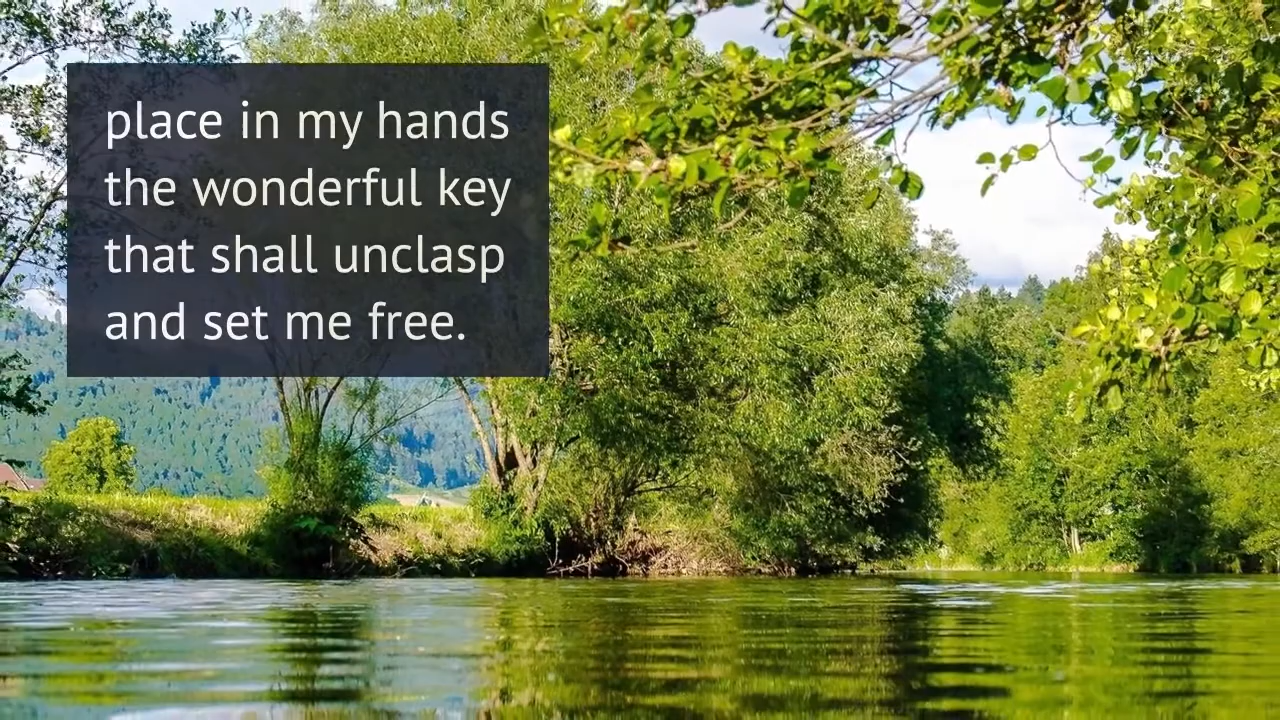 place in my hands
the wonderful key
that shall unclasp
and set me free.